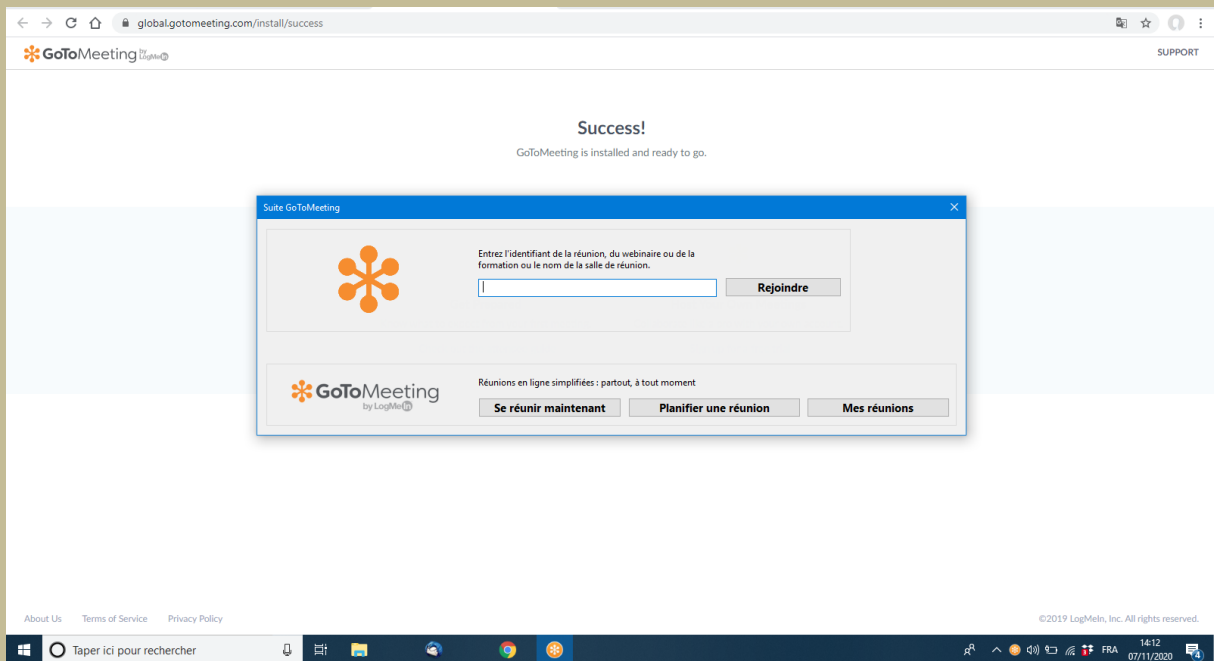 global.gotomeeting.com/install/success
GoToMeeting by LogMeIn
SUPPORT
Success!
GoToMeeting is installed and ready to go.
Suite GoToMeeting
Entrez l'identifiant de la réunion, du webinaire ou de la
formation ou le nom de la salle de réunion.
Rejoindre
GoToMeeting
by LogMeIn
Réunions en ligne simplifiées : partout, à tout moment
Se réunir maintenant Planifier une réunion Mes réunions
About Us Terms of Service Privacy Policy ©2019 LogMeIn, Inc. All rights reserved.
Taper ici pour rechercher
FRA
14:12
07/11/2020
4